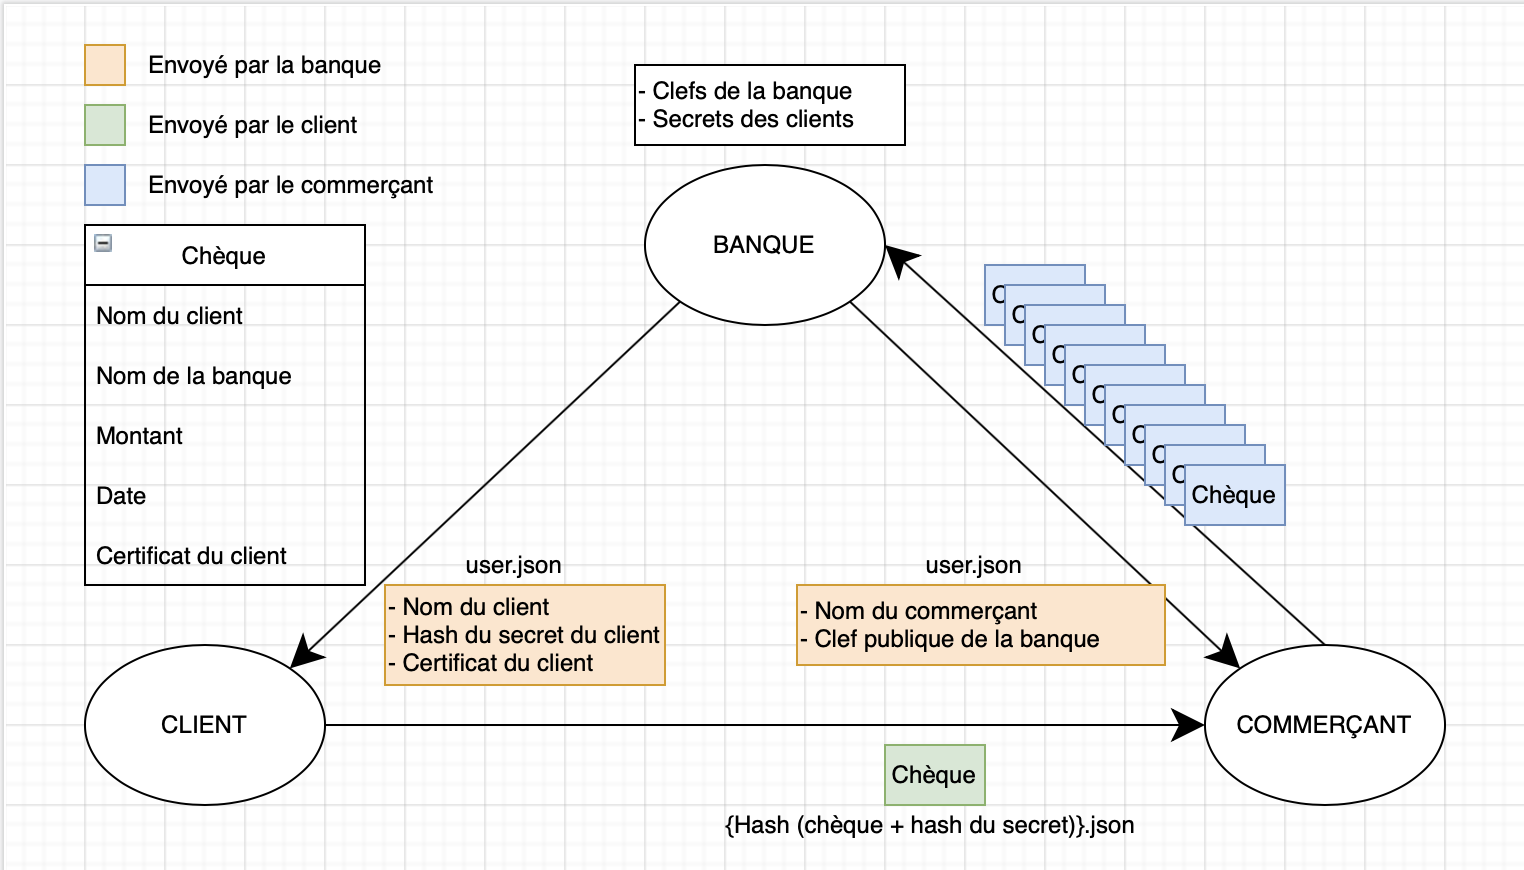 Envoyé par la banque
Envoyé par le client
Envoyé par le commerçant
- Clefs de la banque
- Secrets des clients
BANQUE
Chèque
Nom du client
Nom de la banque
Montant
Date
Certificat du client
C
C
C
C
C
C
C
C
C
C
Chèque
user.json
- Nom du client
- Hash du secret du client
- Certificat du client
user.json
- Nom du commerçant
- Clef publique de la banque
CLIENT
COMMERÇANT
Chèque
{Hash (chèque + hash du secret)}.json